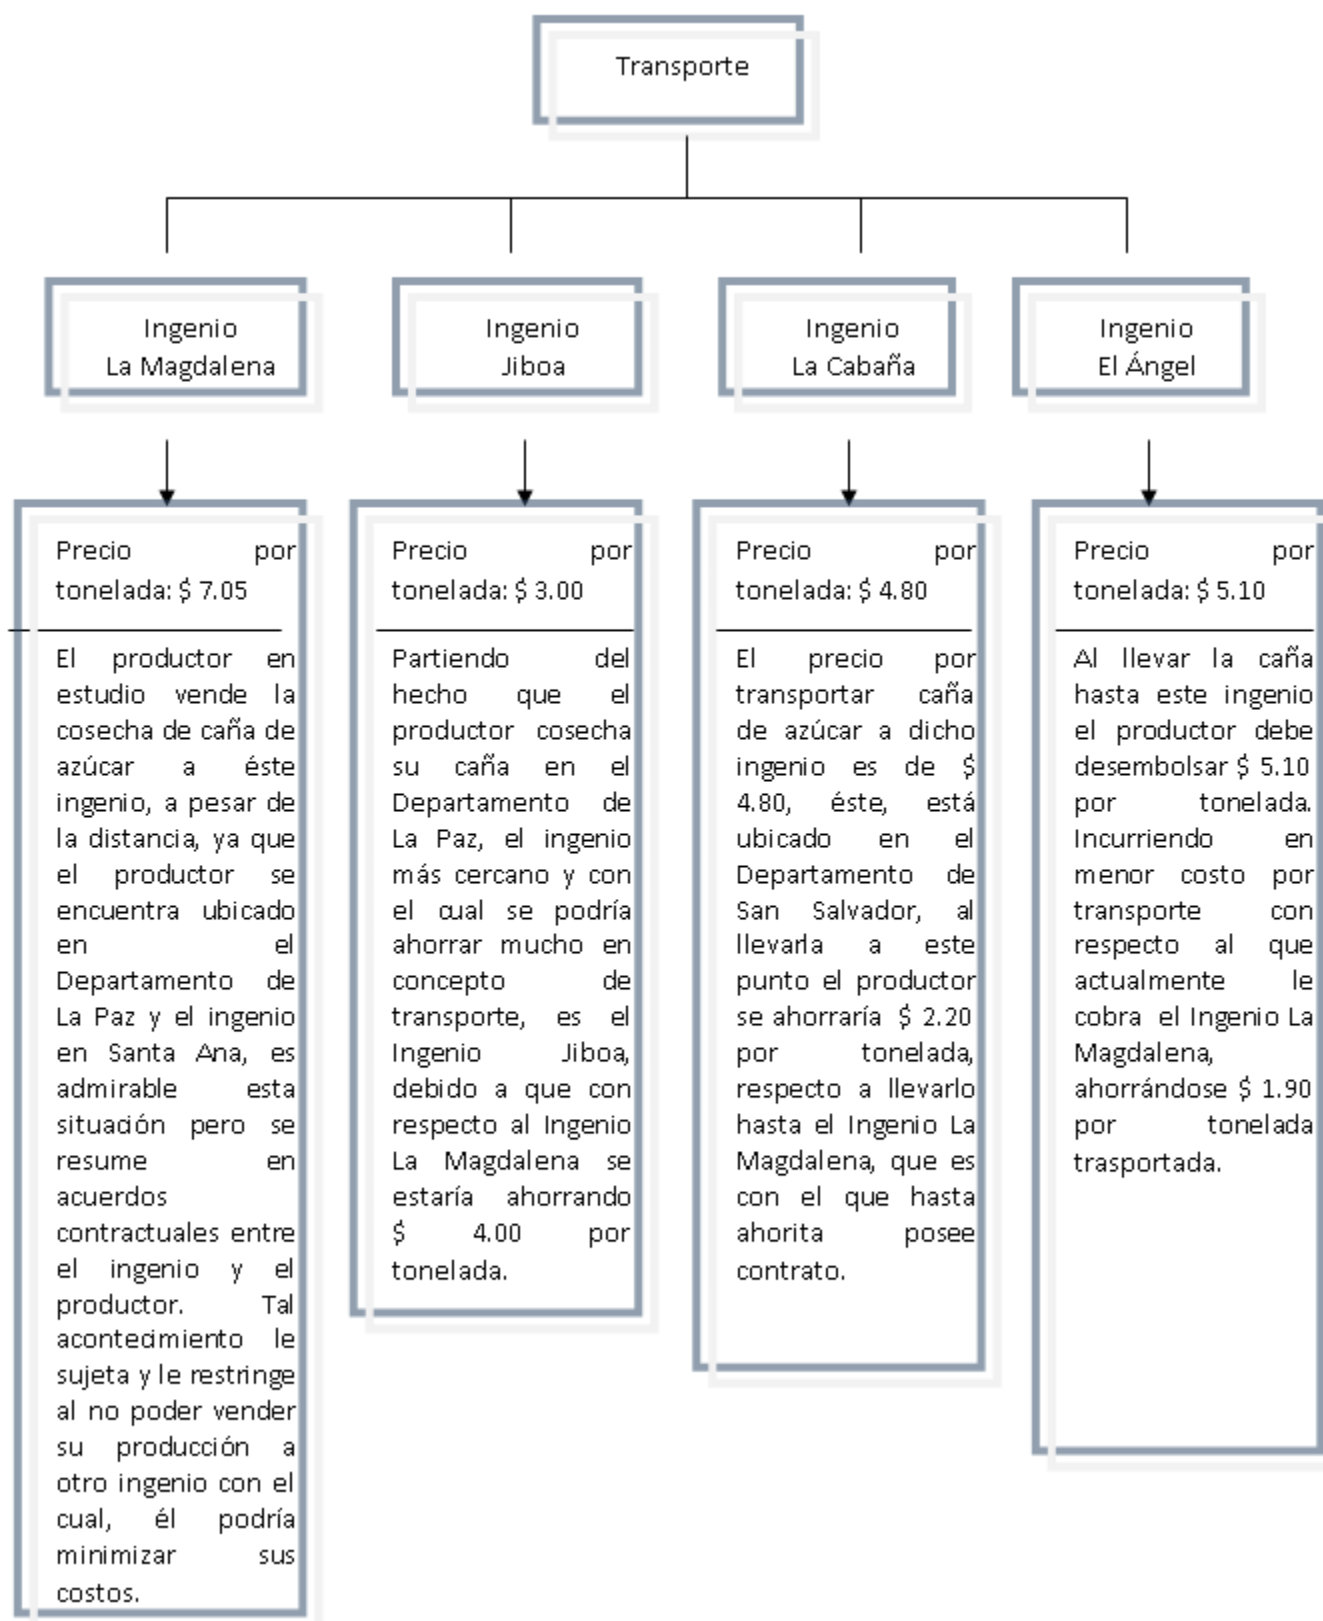 Transporte
Ingenio
La Magdalena
Ingenio
Jiboa
Ingenio
La Cabaña
Ingenio
El Ángel
Precio por
tonelada: $ 7.05
El productor en
estudio vende la
cosecha de caña de
azúcar a éste
ingenio, a pesar de
la distancia, ya que
el productor se
encuentra ubicado
en el
Departamento de
La Paz y el ingenio
en Santa Ana, es
admirable esta
situación pero se
resume en
acuerdos
contractuales entre
el ingenio y el
productor. Tal
acontecimiento le
sujeta y le restringe
al no poder vender
su producción a
otro ingenio con el
cual, él podría
minimizar sus
costos.
Precio por
tonelada: $ 3.00
Partiendo del
hecho que el
productor cosecha
su caña en el
Departamento de
La Paz, el ingenio
más cercano y con
el cual se podría
ahorrar mucho en
concepto de
transporte, es el
Ingenio Jiboa,
debido a que con
respecto al Ingenio
La Magdalena se
estaría ahorrando
$ 4.00 por
tonelada.
Precio por
tonelada: $ 4.80
El precio por
transportar caña
de azúcar a dicho
ingenio es de $
4.80, éste, está
ubicado en el
Departamento de
San Salvador, al
llevarla a este
punto el productor
se ahorraría $ 2.20
por tonelada,
respecto a llevarlo
hasta el Ingenio La
Magdalena, que es
con el que hasta
ahorita posee
contrato.
Precio por
tonelada: $ 5.10
Al llevar la caña
hasta este ingenio
el productor debe
desembolsar $ 5.10
por tonelada.
Incurriendo en
menor costo por
transporte con
respecto al que
actualmente le
cobra el Ingenio La
Magdalena,
ahorrándose $ 1.90
por tonelada
trasportada.